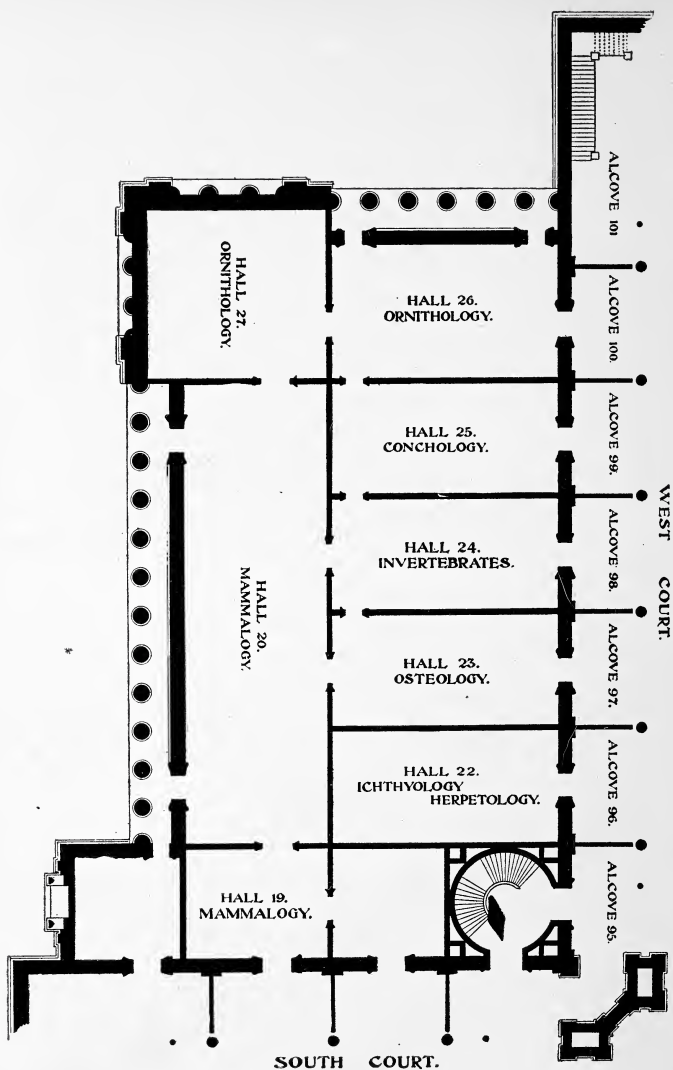 ALCOVE 101
HALL 27.
ORNITHOLOGY.
HALL 26.
ORNITHOLOGY.
ALCOVE 100.
HALL 25.
CONCHOLOGY.
ALCOVE 99.
WEST COURT.
HALL 24.
INVERTEBRATES.
ALCOVE 98.
HALL 20.
MAMMALOGY.
HALL 23.
OSTEOLOGY.
ALCOVE 97.
HALL 22.
ICHTHYOLOGY
HERPETOLOGY.
ALCOVE 96.
HALL 19.
MAMMALOGY.
ALCOVE 95.
SOUTH COURT.